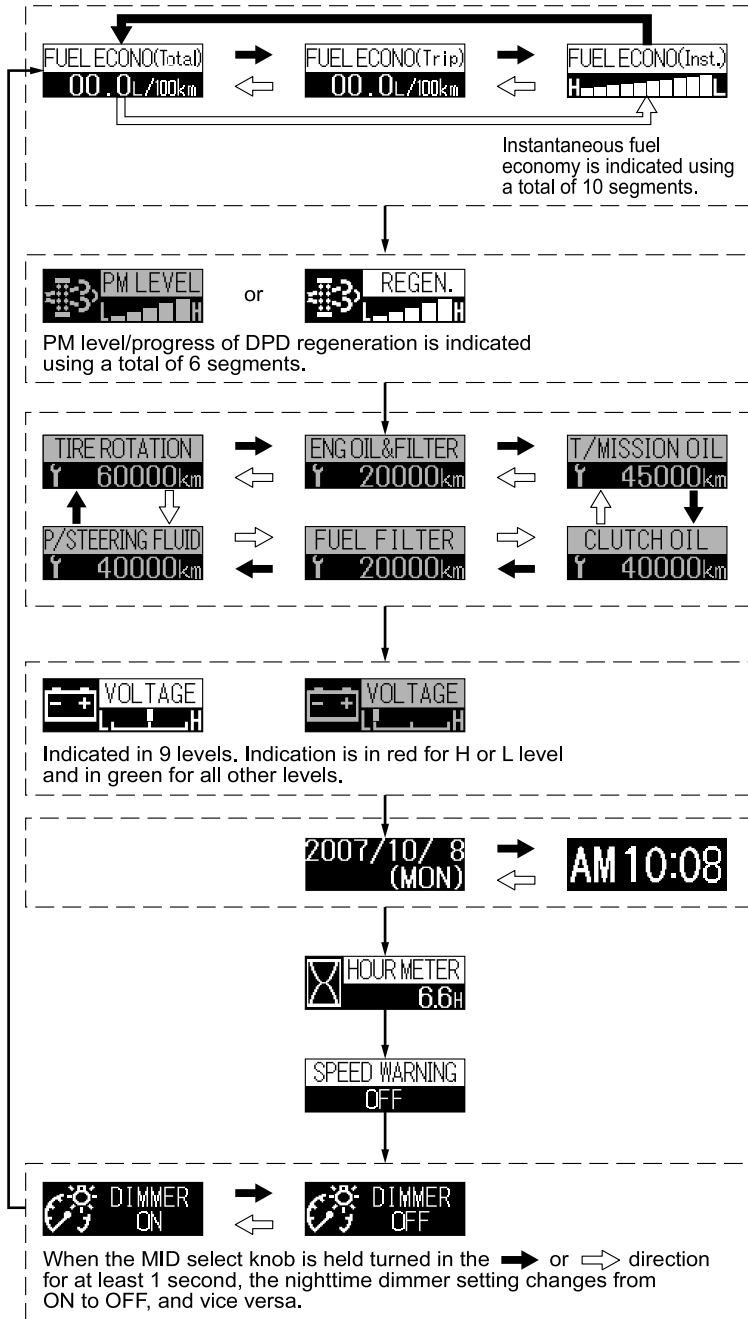 FUEL ECONO(Total)
00.0L/100km
FUEL ECONO(Trip)
00.0L/100km
FUEL ECONO(Inst.)
H L
Instantaneous fuel
economy is indicated using
a total of 10 segments.
PM LEVEL
L H
or
REGEN.
L H
PM level/progress of DPD regeneration is indicated
using a total of 6 segments.
TIRE ROTATION
60000km
ENG OIL&FILTER
20000km
T/MISSION OIL
45000km
P/STEERING FLUID
40000km
FUEL FILTER
20000km
CLUTCH OIL
40000km
- + VOLTAGE
L H
- + VOLTAGE
L H
Indicated in 9 levels. Indication is in red for H or L level
and in green for all other levels.
2007/10/ 8
(MON)
AM 10:08
HOUR METER
6.6H
SPEED WARNING
OFF
DIMMER
ON
DIMMER
OFF
When the MID select knob is held turned in the ➡ or ⇨ direction
for at least 1 second, the nighttime dimmer setting changes from
ON to OFF, and vice versa.